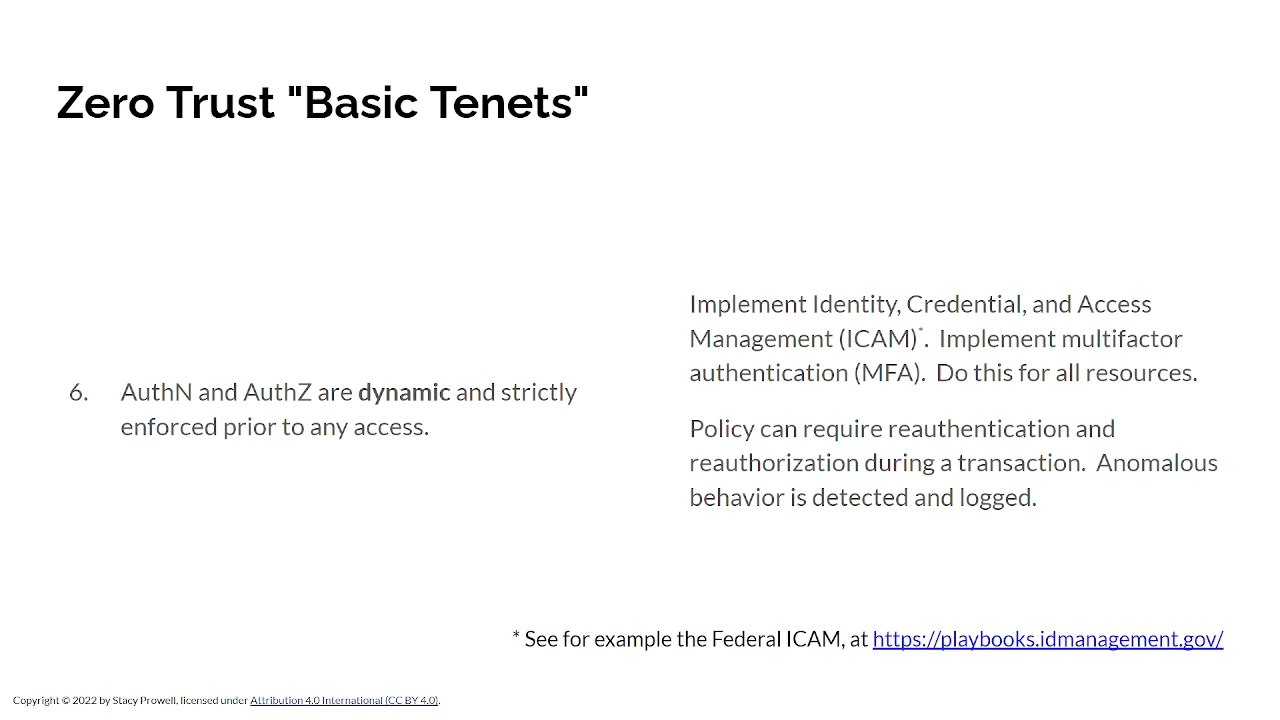 Zero Trust "Basic Tenets"
6. AuthN and AuthZ are dynamic and strictly
enforced prior to any access.
Implement Identity, Credential, and Access
Management (ICAM)*. Implement multifactor
authentication (MFA). Do this for all resources.
Policy can require reauthentication and
reauthorization during a transaction. Anomalous
behavior is detected and logged.
* See for example the Federal ICAM, at https://playbooks.idmanagement.gov/
Copyright © 2022 by Stacy Prowell, licensed under Attribution 4.0 International (CC BY 4.0).